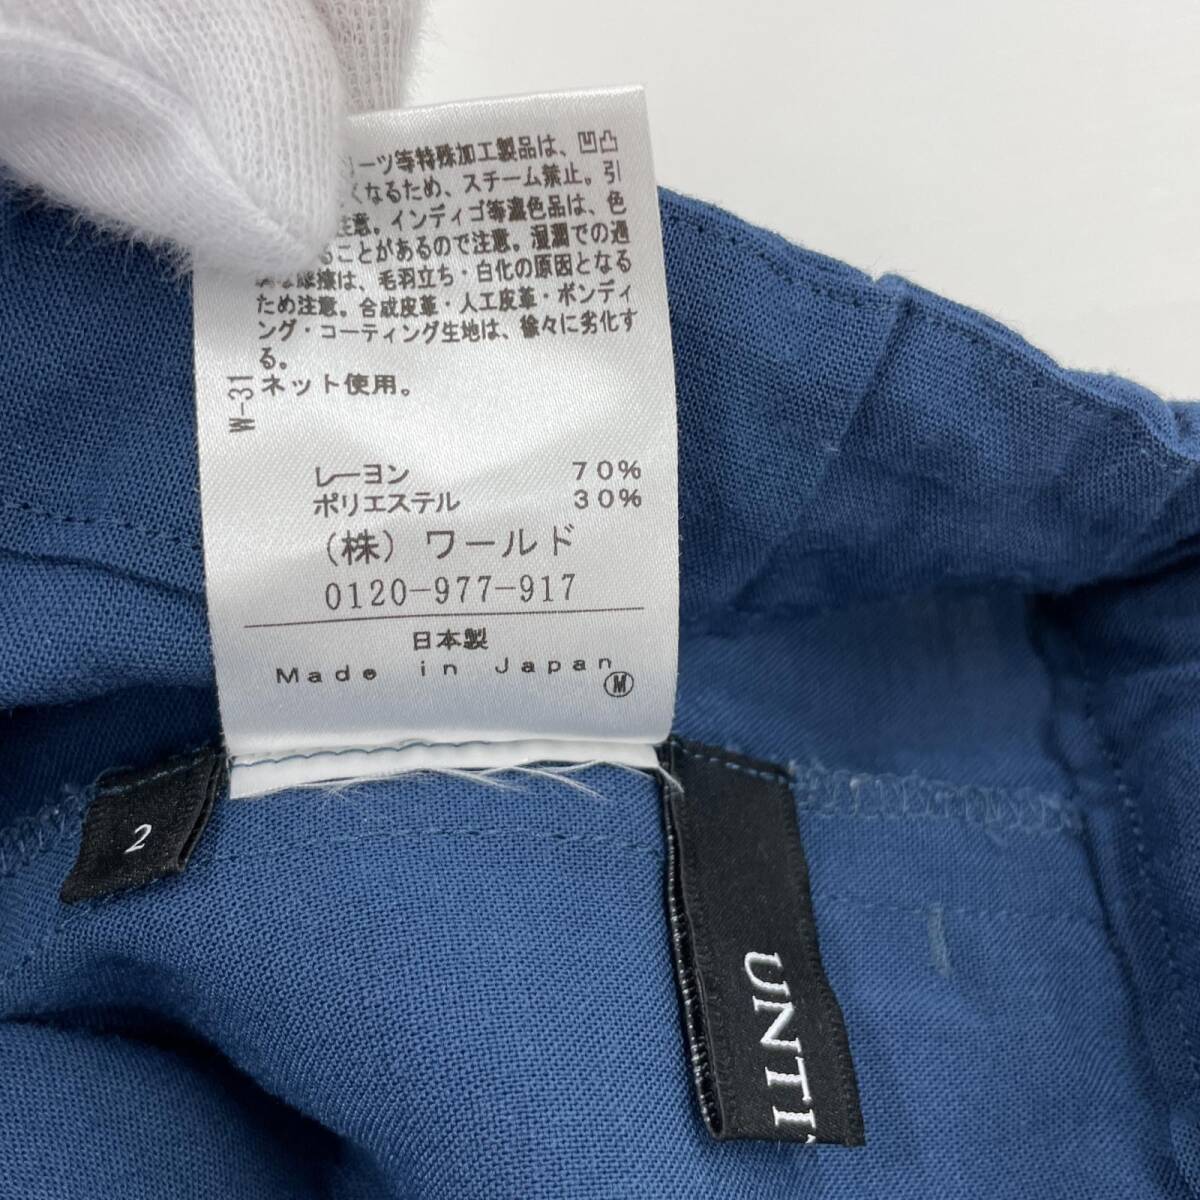 ーツ等特殊加工製品は、凹凸
くなるため、スチーム禁止。引
注意。インディゴ等濃色品は、色
ることがあるので注意。湿潤での過
摩擦は、毛羽立ち・白化の原因となる
ため注意。合成皮革・人工皮革・ボンディ
ング・コーティング生地は、徐々に劣化す
る。
ネット使用。
W-31
レーヨン 70%
ポリエステル 30%
(株) ワールド
0120-977-917
日本製
Made in Japan
M
2
UNTI